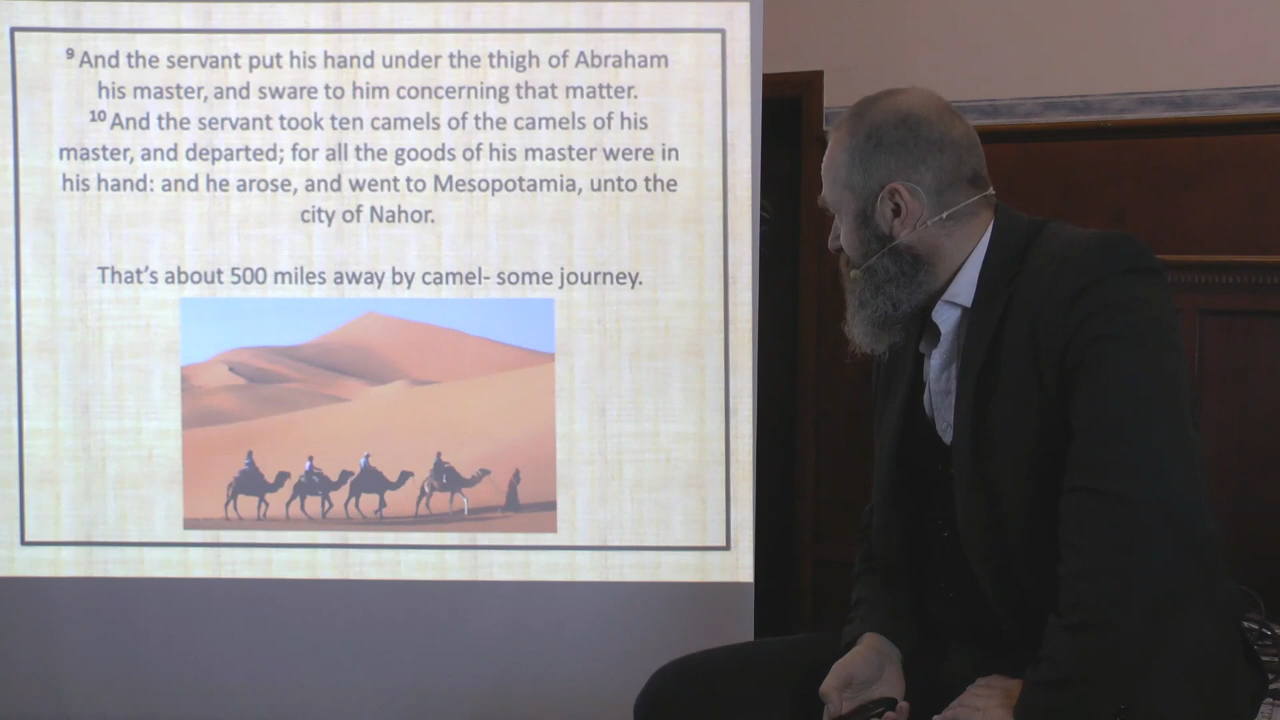 ⁹ And the servant put his hand under the thigh of Abraham
his master, and sware to him concerning that matter.
¹⁰ And the servant took ten camels of the camels of his
master, and departed; for all the goods of his master were in
his hand: and he arose, and went to Mesopotamia, unto the
city of Nahor.
That's about 500 miles away by camel- some journey.